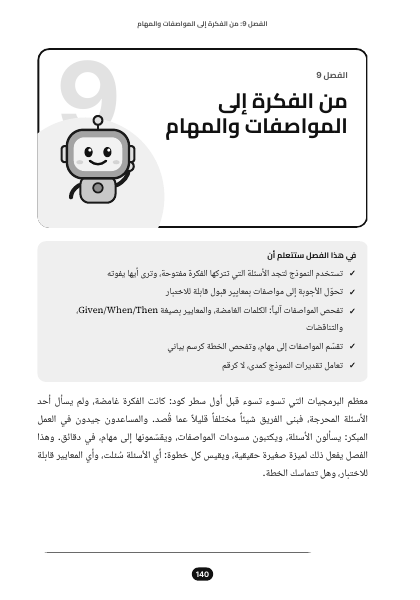 الفصل 9: من الفكرة إلى المواصفات والمهام
9
الفصل 9
من الفكرة إلى
المواصفات والمهام
في هذا الفصل ستتعلم أن
✓ تستخدم النموذج لتجد الأسئلة التي تتركها الفكرة مفتوحة، وترى أيها يفوته
✓ تحوّل الأجوبة إلى مواصفات بمعايير قبول قابلة للاختبار
✓ تفحص المواصفات آلياً: الكلمات الغامضة، والمعايير بصيغة Given/When/Then،
والتناقضات
✓ تقسّم المواصفات إلى مهام، وتفحص الخطة كرسم بياني
✓ تعامل تقديرات النموذج كمدى، لا كرقم
معظم البرمجيات التي تسوء تسوء قبل أول سطر كود: كانت الفكرة غامضة، ولم يسأل أحد
الأسئلة المحرجة، فبنى الفريق شيئاً مختلفاً قليلاً عما قُصد. والمساعدون جيدون في العمل
المبكر: يسألون الأسئلة، ويكتبون مسودات المواصفات، ويقسّمونها إلى مهام، في دقائق. وهذا
الفصل يفعل ذلك لميزة صغيرة حقيقية، ويقيس كل خطوة: أي الأسئلة سُئلت، وأي المعايير قابلة
للاختبار، وهل تتماسك الخطة.
140